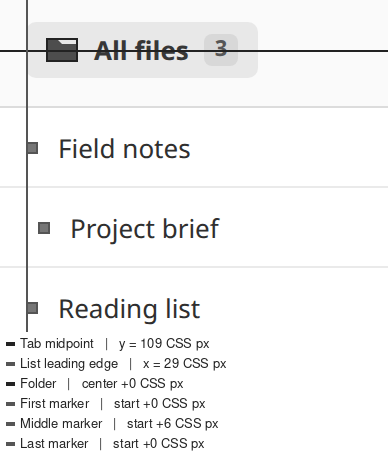 All files 3
Field notes
Project brief
Reading list
Tab midpoint | y = 109 CSS px
List leading edge | x = 29 CSS px
Folder | center +0 CSS px
First marker | start +0 CSS px
Middle marker | start +6 CSS px
Last marker | start +0 CSS px